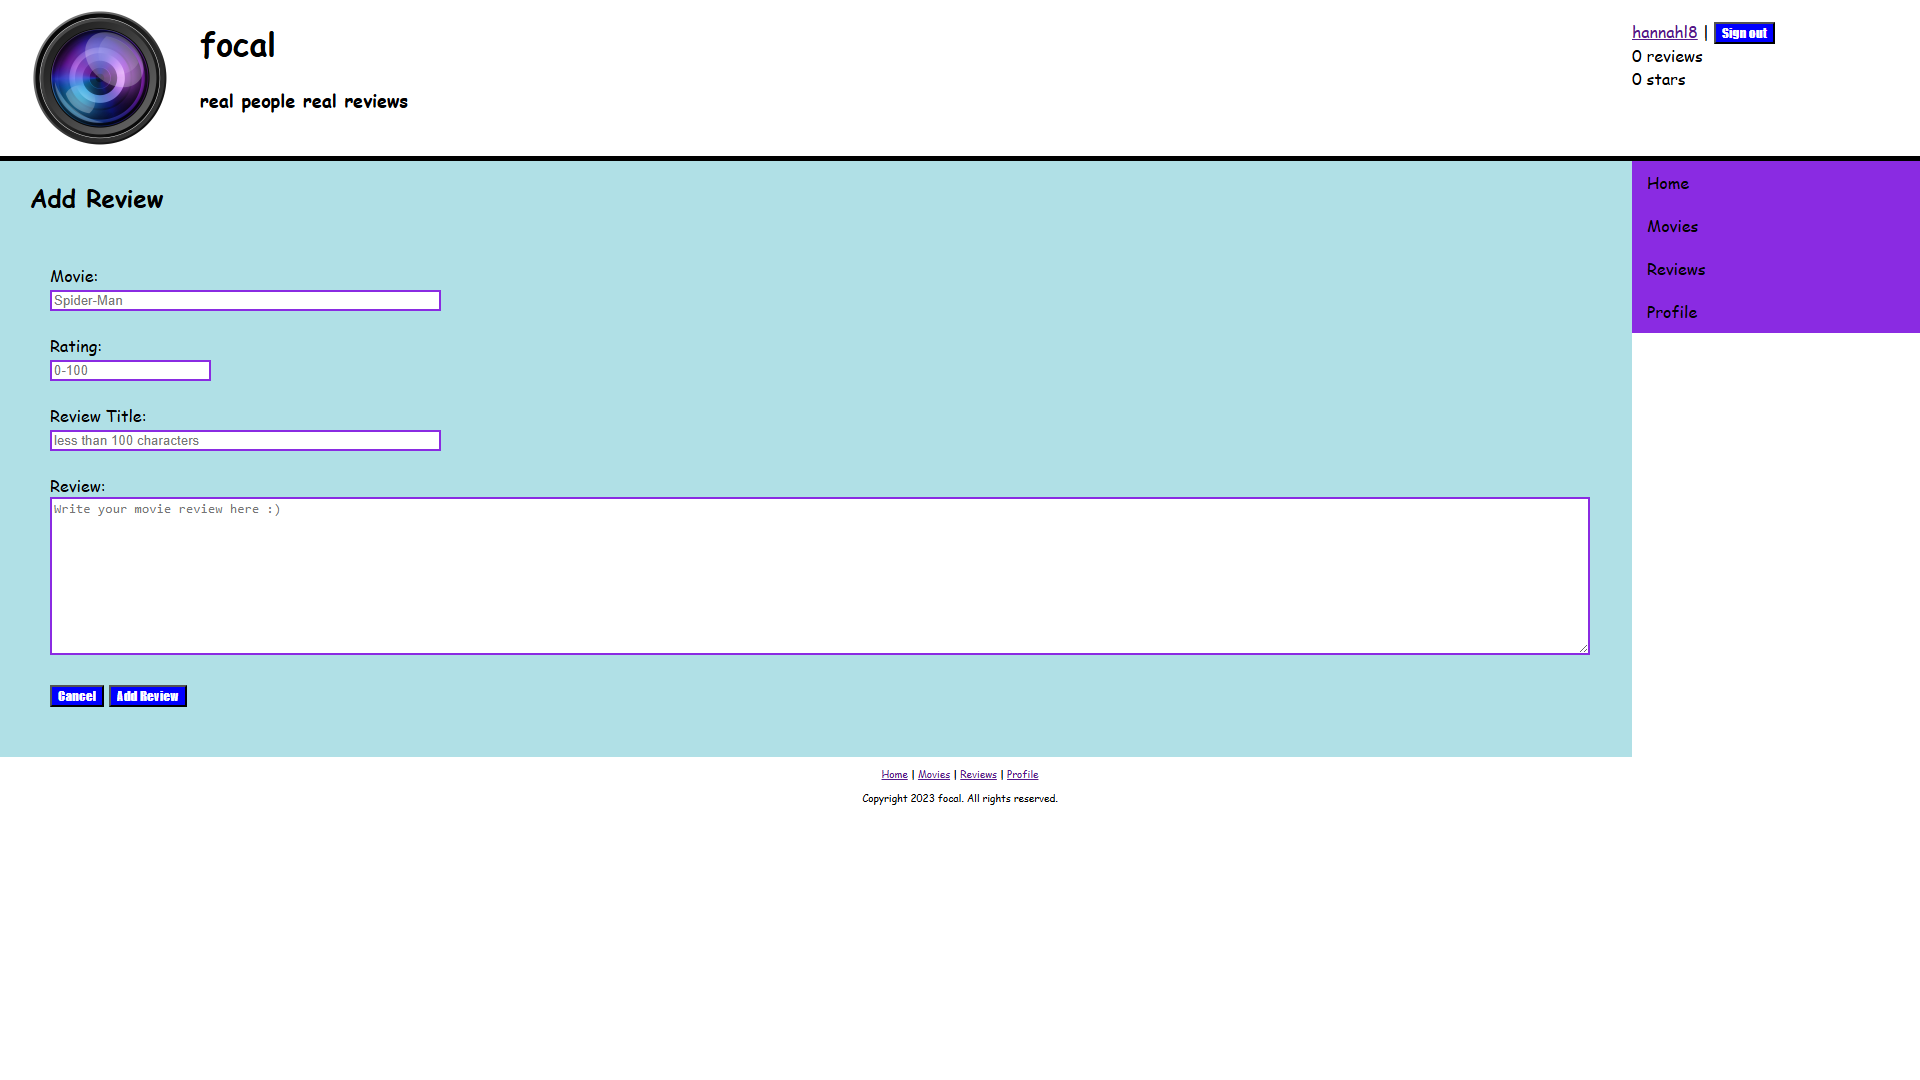 focal
real people real reviews
hannahl8 | Sign out
0 reviews
0 stars
Add Review
Movie:
Spider-Man
Rating:
0-100
Review Title:
less than 100 characters
Review:
Write your movie review here :)
Cancel Add Review
Home
Movies
Reviews
Profile
Home | Movies | Reviews | Profile
Copyright 2023 focal. All rights reserved.